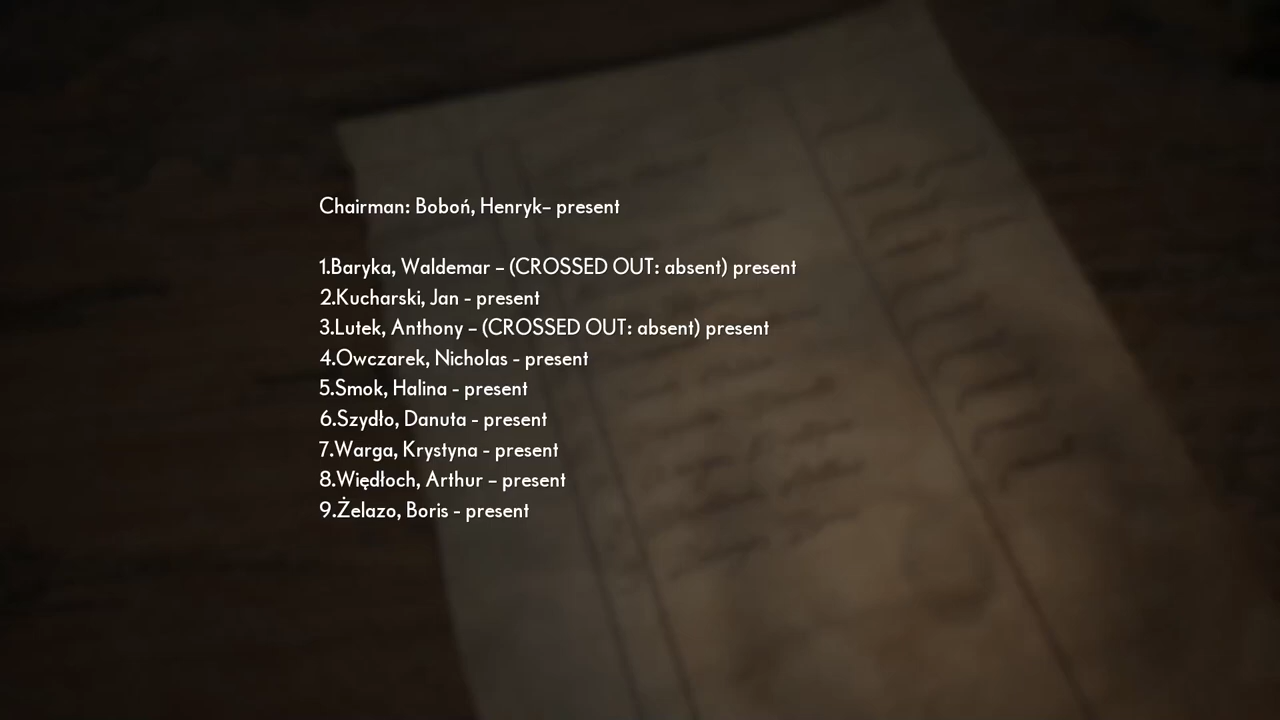 Chairman: Boboń, Henryk– present
1.Baryka, Waldemar – (CROSSED OUT: absent) present
2.Kucharski, Jan - present
3.Lutek, Anthony – (CROSSED OUT: absent) present
4.Owczarek, Nicholas - present
5.Smok, Halina - present
6.Szydło, Danuta - present
7.Warga, Krystyna - present
8.Więdłoch, Arthur – present
9.Żelazo, Boris - present